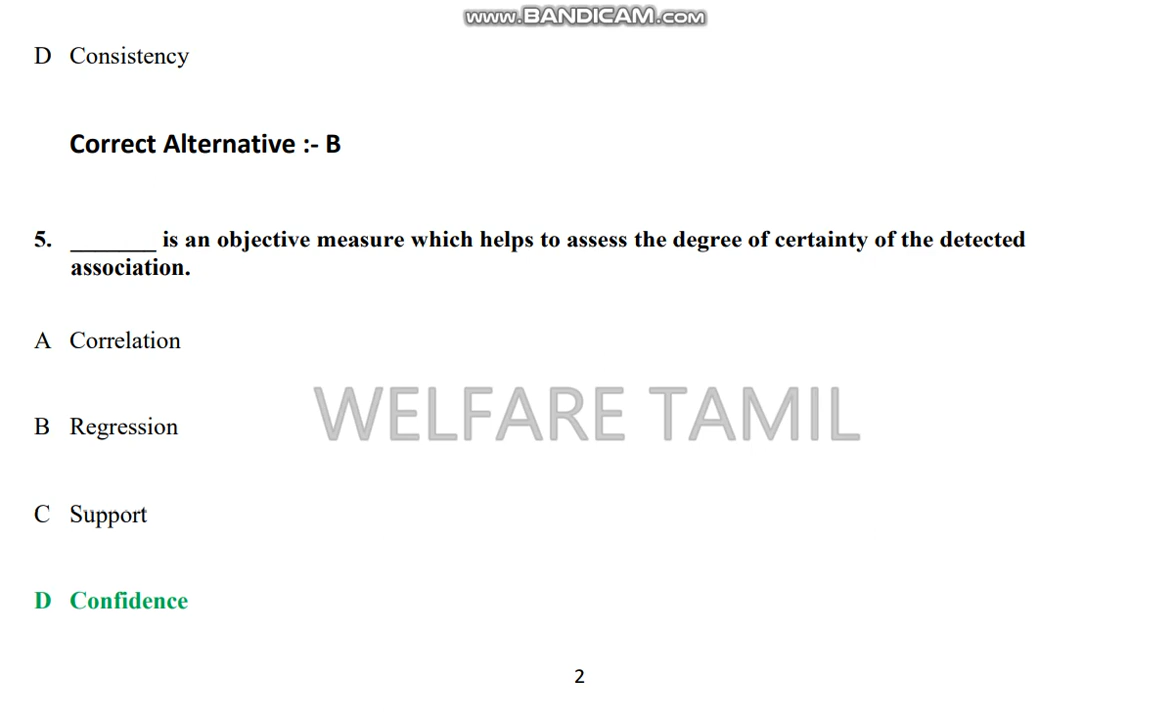 www.BANDICAM.COM
D Consistency
Correct Alternative :- B
5. _______ is an objective measure which helps to assess the degree of certainty of the detected
association.
A Correlation
B Regression
WELFARE TAMIL
C Support
D Confidence
2